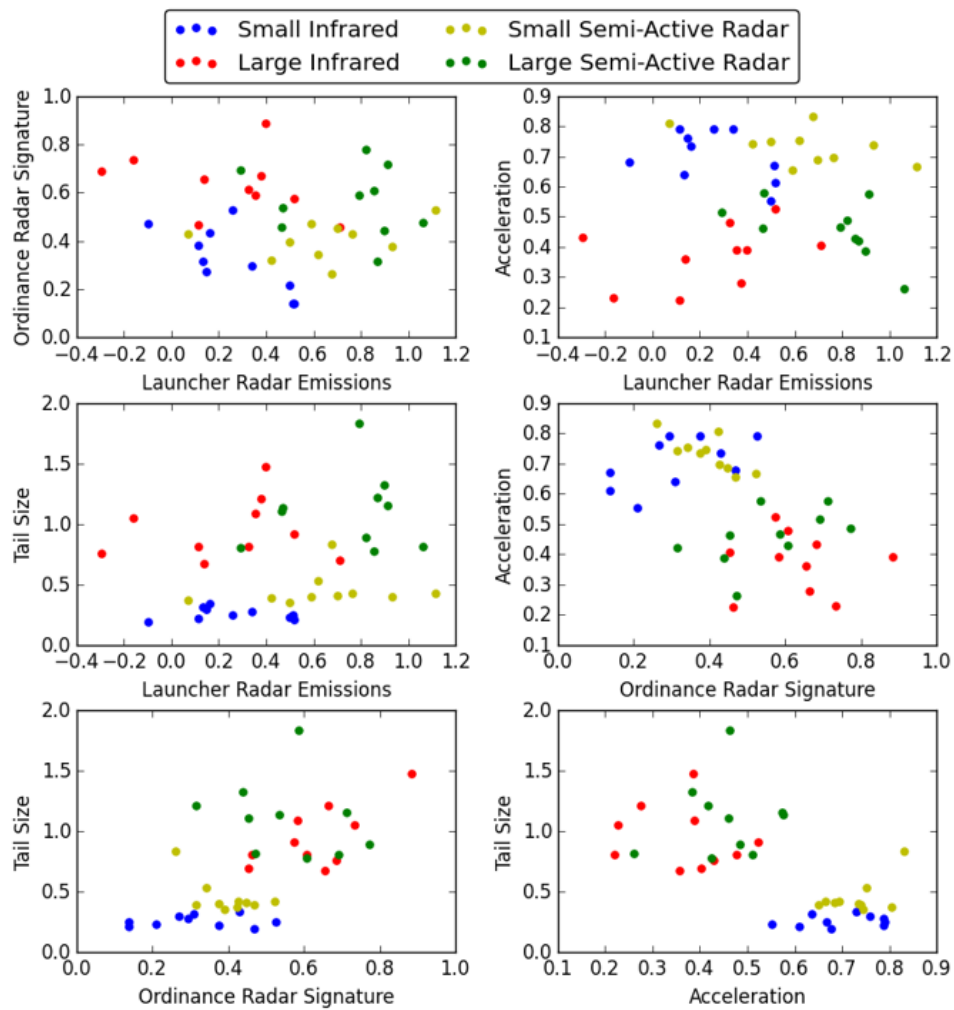 Small Infrared Small Semi-Active Radar
Large Infrared Large Semi-Active Radar
Ordinance Radar Signature
1.0
0.8
0.6
0.4
0.2
0.0
−0.4 −0.2 0.0 0.2 0.4 0.6 0.8 1.0 1.2
Launcher Radar Emissions
Acceleration
0.9
0.8
0.7
0.6
0.5
0.4
0.3
0.2
0.1
−0.4 −0.2 0.0 0.2 0.4 0.6 0.8 1.0 1.2
Launcher Radar Emissions
Tail Size
2.0
1.5
1.0
0.5
0.0
−0.4 −0.2 0.0 0.2 0.4 0.6 0.8 1.0 1.2
Launcher Radar Emissions
Acceleration
0.9
0.8
0.7
0.6
0.5
0.4
0.3
0.2
0.1
0.0 0.2 0.4 0.6 0.8 1.0
Ordinance Radar Signature
Tail Size
2.0
1.5
1.0
0.5
0.0
0.0 0.2 0.4 0.6 0.8 1.0
Ordinance Radar Signature
Tail Size
2.0
1.5
1.0
0.5
0.0
0.1 0.2 0.3 0.4 0.5 0.6 0.7 0.8 0.9
Acceleration